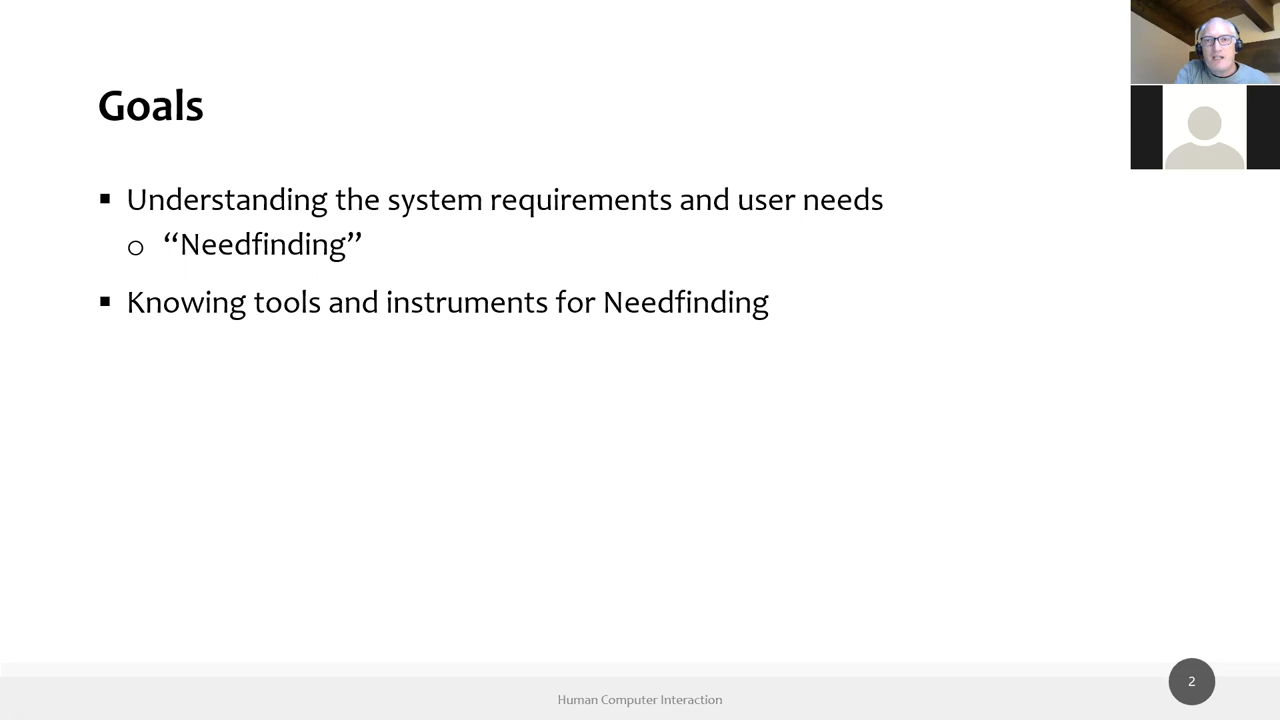 Goals
▪ Understanding the system requirements and user needs
o “Needfinding”
▪ Knowing tools and instruments for Needfinding
2
Human Computer Interaction